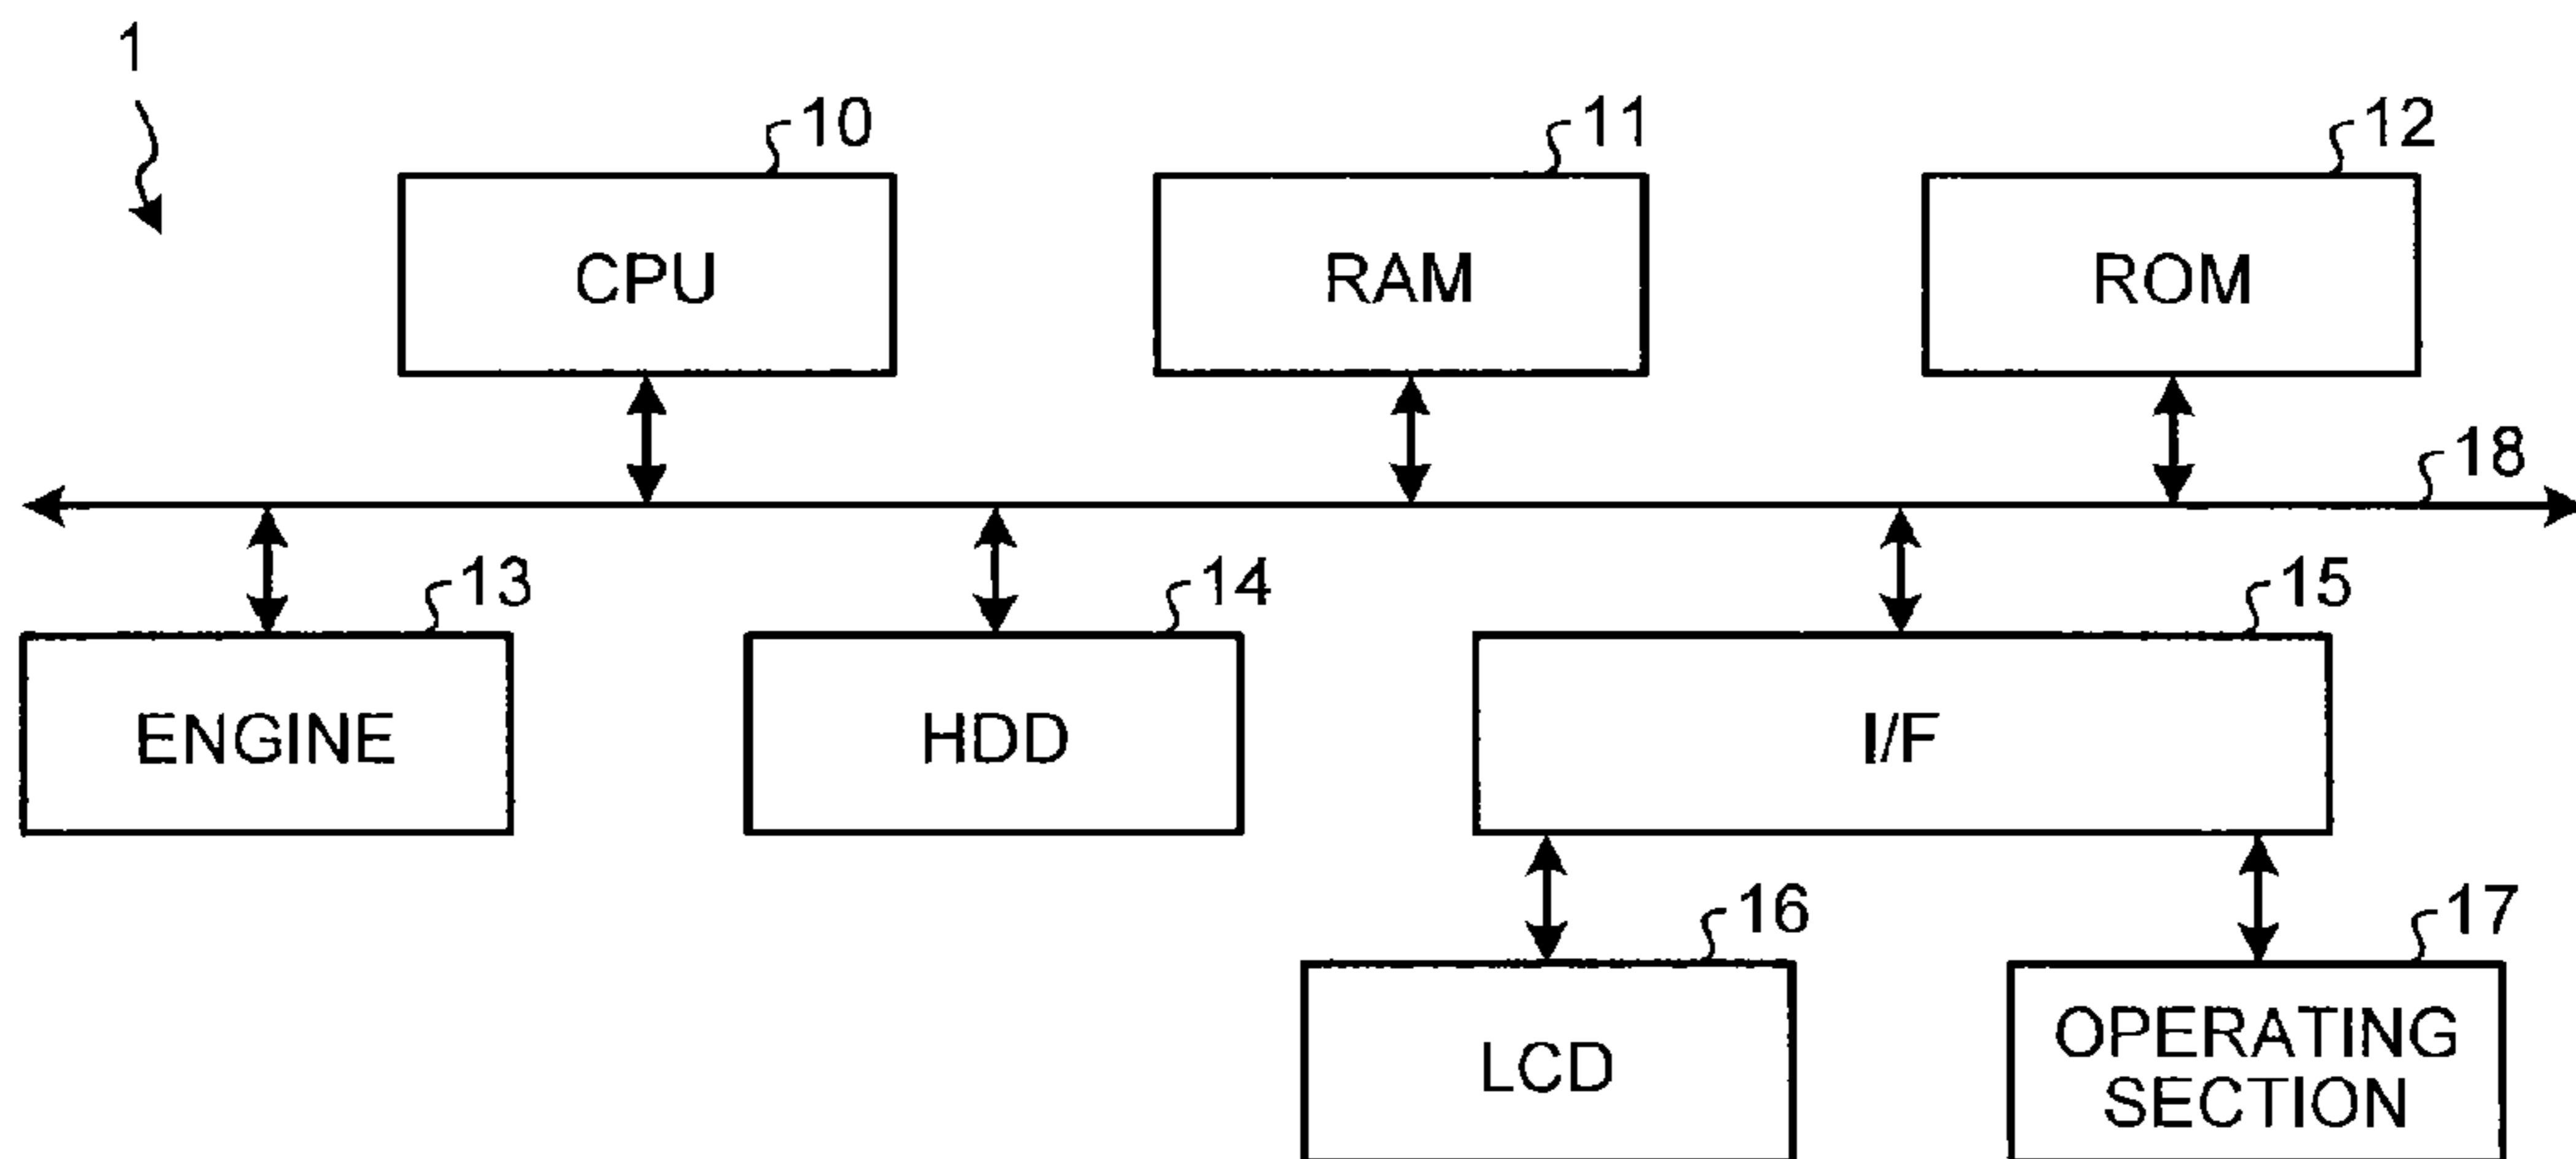 1
10
11
12
CPU
RAM
ROM
18
13
14
15
ENGINE
HDD
I/F
16
17
LCD
OPERATING
SECTION